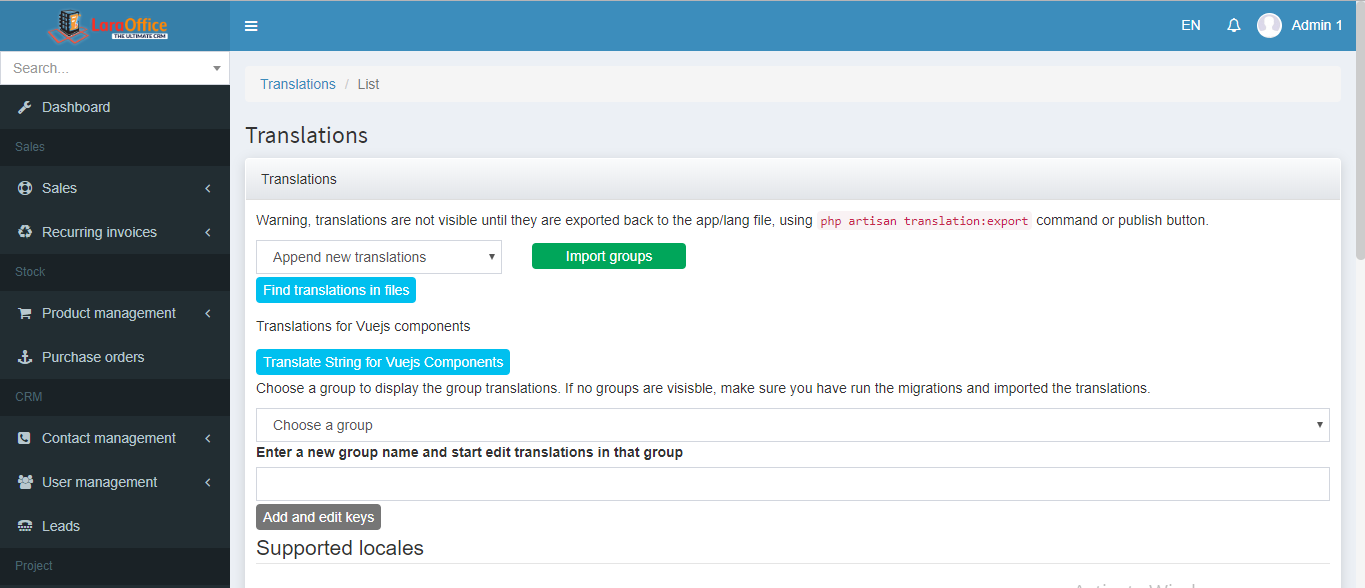 LaraOffice
THE ULTIMATE CRM
EN
Admin 1
Search...
Dashboard
Sales
Sales
Recurring invoices
Stock
Product management
Purchase orders
CRM
Contact management
User management
Leads
Project
Translations / List
Translations
Translations
Warning, translations are not visible until they are exported back to the app/lang file, using php artisan translation:export command or publish button.
Append new translations
Import groups
Find translations in files
Translations for Vuejs components
Translate String for Vuejs Components
Choose a group to display the group translations. If no groups are visisble, make sure you have run the migrations and imported the translations.
Choose a group
Enter a new group name and start edit translations in that group
Add and edit keys
Supported locales